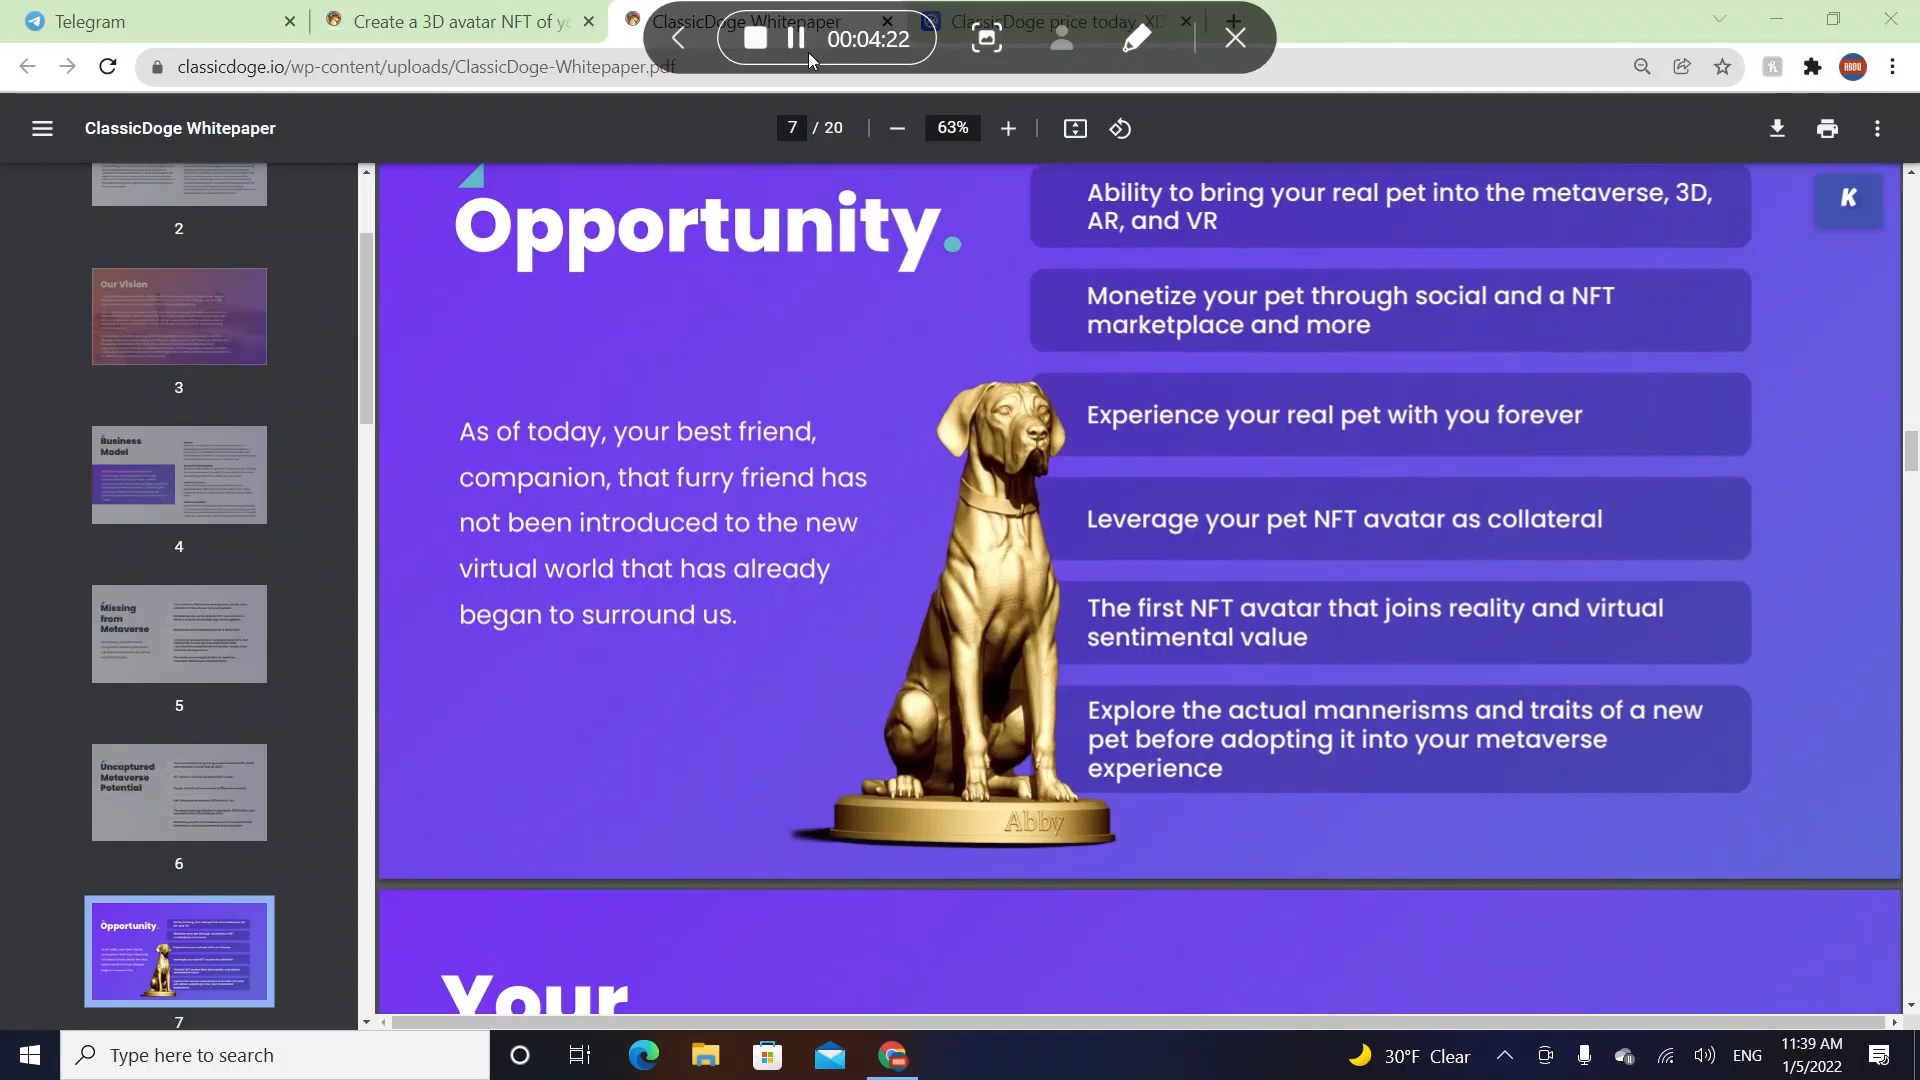 Telegram
Create a 3D avatar NFT of yo
ClassicDoge Whitepaper
ClassicDoge price today, XD
00:04:22
classicdoge.io/wp-content/uploads/ClassicDoge-Whitepaper.pdf
ABDU
ClassicDoge Whitepaper
7 / 20
63%
2
Our Vision
3
Business
Model
4
Missing
from
Metaverse
5
Uncaptured
Metaverse
Potential
6
Opportunity.
7
Opportunity.
As of today, your best friend,
companion, that furry friend has
not been introduced to the new
virtual world that has already
began to surround us.
Abby
Ability to bring your real pet into the metaverse, 3D,
AR, and VR
Monetize your pet through social and a NFT
marketplace and more
Experience your real pet with you forever
Leverage your pet NFT avatar as collateral
The first NFT avatar that joins reality and virtual
sentimental value
Explore the actual mannerisms and traits of a new
pet before adopting it into your metaverse
experience
K
Your
Type here to search
30°F Clear
ENG
11:39 AM
1/5/2022